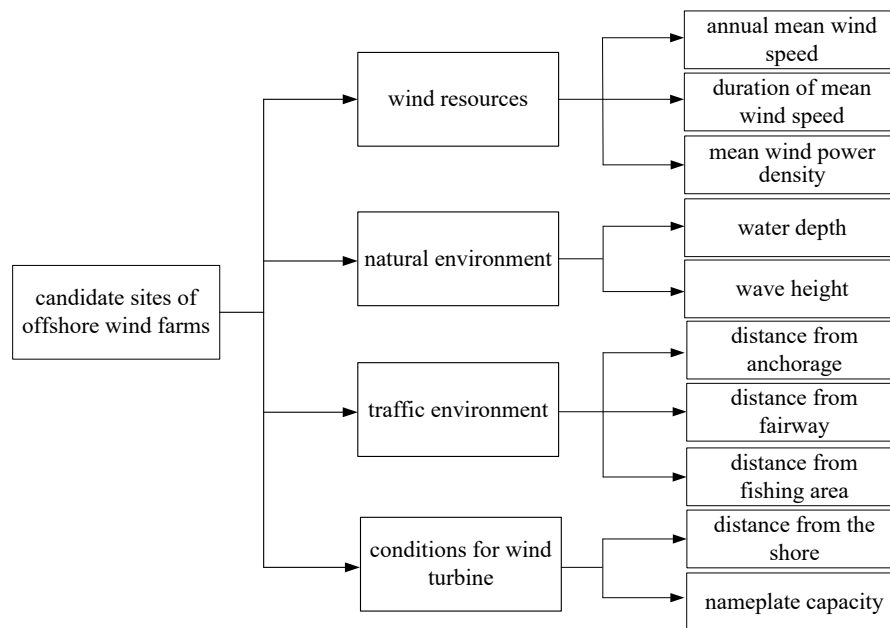 candidate sites of
offshore wind farms
wind resources
annual mean wind
speed
duration of mean
wind speed
mean wind power
density
natural environment
water depth
wave height
traffic environment
distance from
anchorage
distance from
fairway
distance from
fishing area
conditions for wind
turbine
distance from the
shore
nameplate capacity